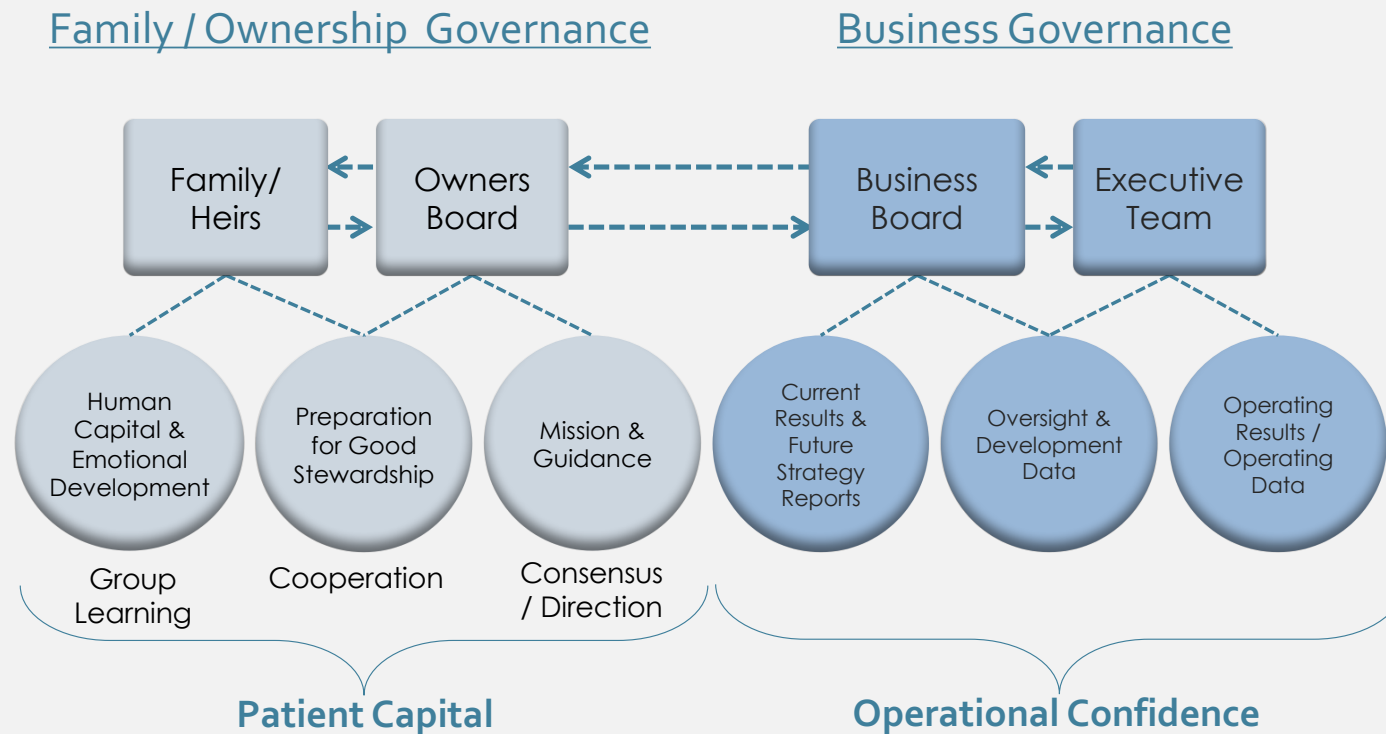 Family / Ownership Governance
Business Governance
Family/
Heirs
Owners
Board
Business
Board
Executive
Team
Human
Capital &
Emotional
Development
Preparation
for Good
Stewardship
Mission &
Guidance
Current
Results &
Future
Strategy
Reports
Oversight &
Development
Data
Operating
Results /
Operating
Data
Group
Learning
Cooperation
Consensus
/ Direction
Patient Capital
Operational Confidence